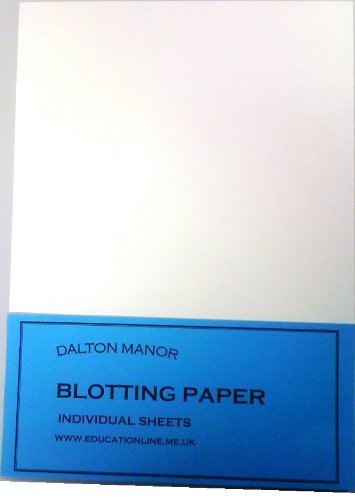 DALTON MANOR
BLOTTING PAPER
INDIVIDUAL SHEETS
WWW.EDUCATIONLINE.ME.UK